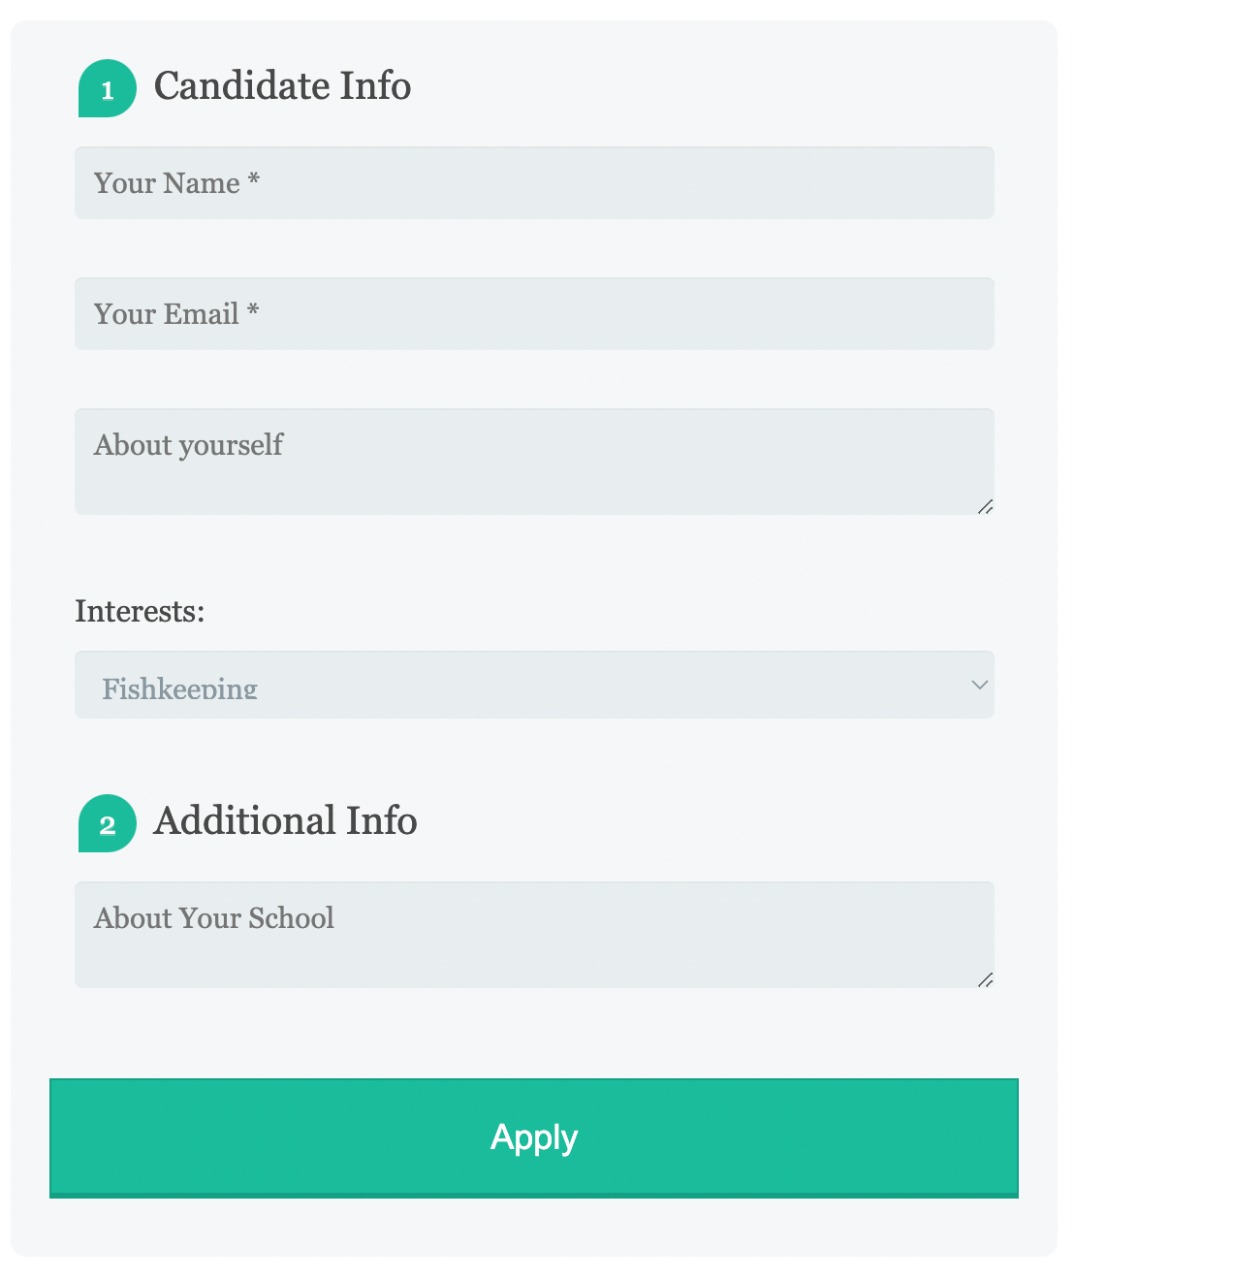 1 Candidate Info
Your Name *
Your Email *
About yourself
Interests:
Fishkeeping
2 Additional Info
About Your School
Apply